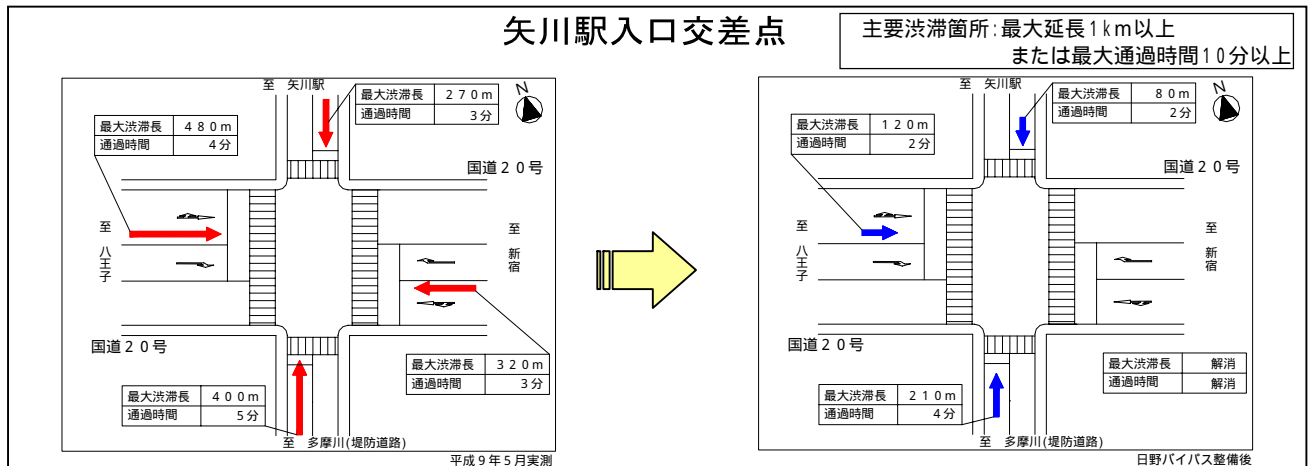 矢川駅入口交差点
主要渋滞箇所:最大延長1km以上
または最大通過時間10分以上
至 矢川駅
最大渋滞長 270m
通過時間 3分
N
最大渋滞長 480m
通過時間 4分
国道20号
至 八王子
至 新宿
国道20号
最大渋滞長 320m
通過時間 3分
最大渋滞長 400m
通過時間 5分
至 多摩川(堤防道路)
平成9年5月実測
至 矢川駅
最大渋滞長 80m
通過時間 2分
N
最大渋滞長 120m
通過時間 2分
国道20号
至 八王子
至 新宿
国道20号
最大渋滞長 解消
通過時間 解消
最大渋滞長 210m
通過時間 4分
至 多摩川(堤防道路)
日野バイパス整備後